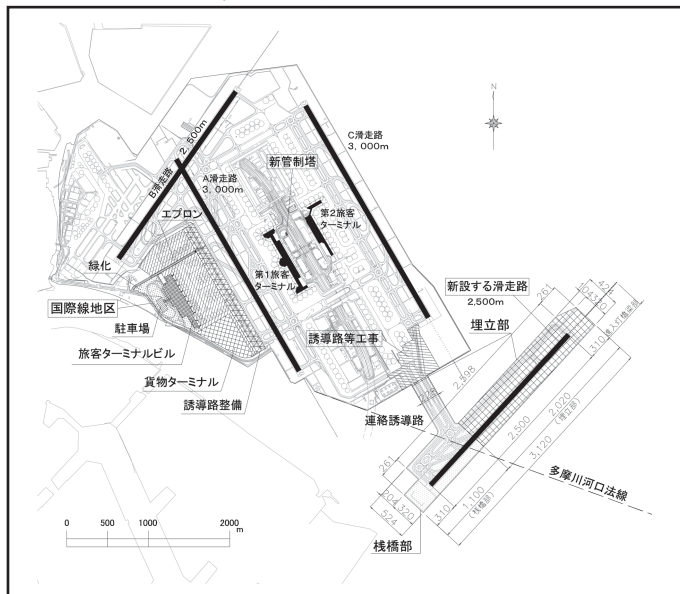 N
C滑走路
3,000m
B滑走路 2,500m
新管制塔
A滑走路
3,000m
エプロン
第2旅客
ターミナル
緑化
国際線地区
第1旅客
ターミナル
駐車場
旅客ターミナルビル
貨物ターミナル
誘導路整備
誘導路等工事
新設する滑走路
2,500m
埋立部
連絡誘導路
261
42
310
2,398
2,020
(埋立部)
2,500
3,120
1,100
(桟橋部)
310
261
204
320
524
多摩川河口法線
桟橋部
0 500 1000 2000
m